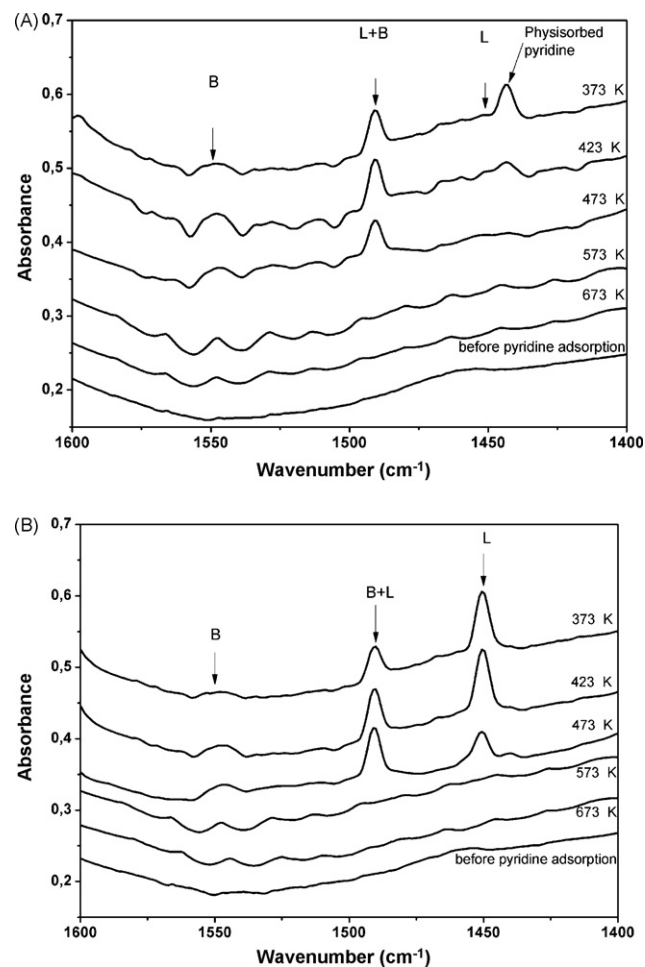 (A)
0,7
0,6
0,5
0,4
0,3
0,2
Absorbance
B
L+B
L
Physisorbed
pyridine
373 K
423 K
473 K
573 K
673 K
before pyridine adsorption
1600
1550
1500
1450
1400
Wavenumber (cm⁻¹)
(B)
0,7
0,6
0,5
0,4
0,3
0,2
Absorbance
B
B+L
L
373 K
423 K
473 K
573 K
673 K
before pyridine adsorption
1600
1550
1500
1450
1400
Wavenumber (cm⁻¹)